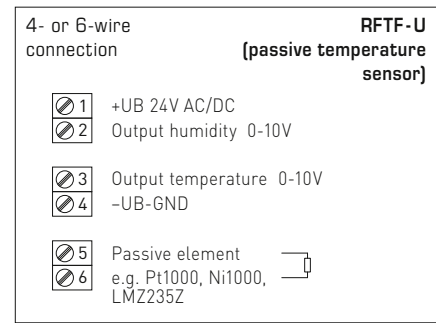 4- or 6-wire RFTF-U
connection (passive temperature
sensor)
1 +UB 24V AC/DC
2 Output humidity 0-10V
3 Output temperature 0-10V
4 –UB-GND
5 Passive element
6 e.g. Pt1000, Ni1000,
LMZ235Z